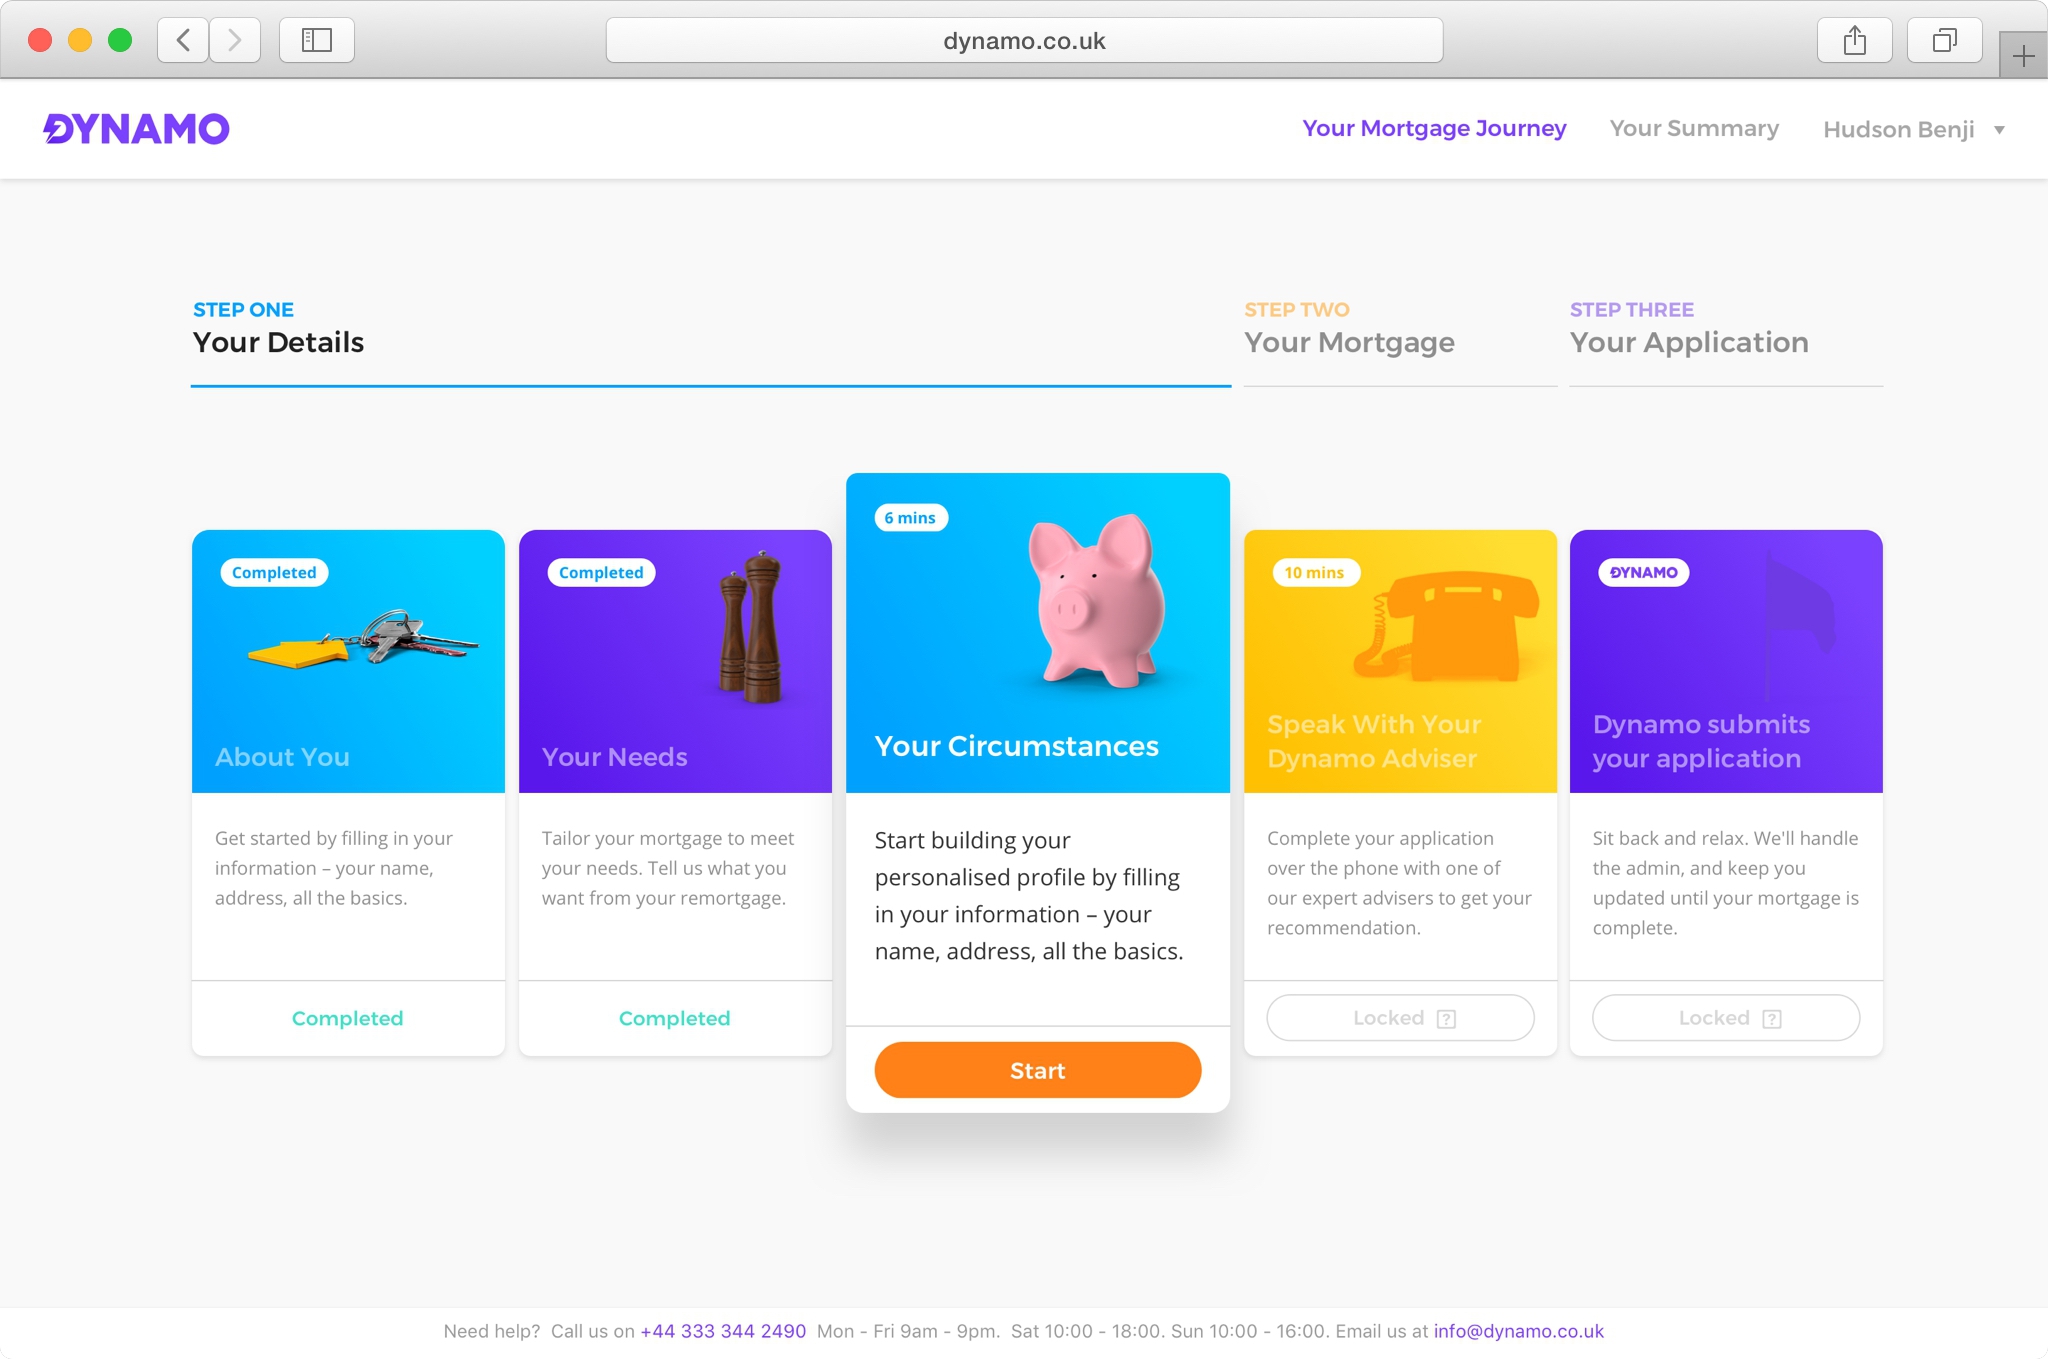 dynamo.co.uk
DYNAMO
Your Mortgage Journey
Your Summary
Hudson Benji
STEP ONE
Your Details
STEP TWO
Your Mortgage
STEP THREE
Your Application
Completed
About You
Get started by filling in your
information – your name,
address, all the basics.
Completed
Completed
Your Needs
Tailor your mortgage to meet
your needs. Tell us what you
want from your remortgage.
Completed
6 mins
Your Circumstances
Start building your
personalised profile by filling
in your information – your
name, address, all the basics.
Start
10 mins
Speak With Your
Dynamo Adviser
Complete your application
over the phone with one of
our expert advisers to get your
recommendation.
Locked ?
DYNAMO
Dynamo submits
your application
Sit back and relax. We'll handle
the admin, and keep you
updated until your mortgage is
complete.
Locked ?
Need help? Call us on +44 333 344 2490 Mon - Fri 9am - 9pm. Sat 10:00 - 18:00. Sun 10:00 - 16:00. Email us at info@dynamo.co.uk